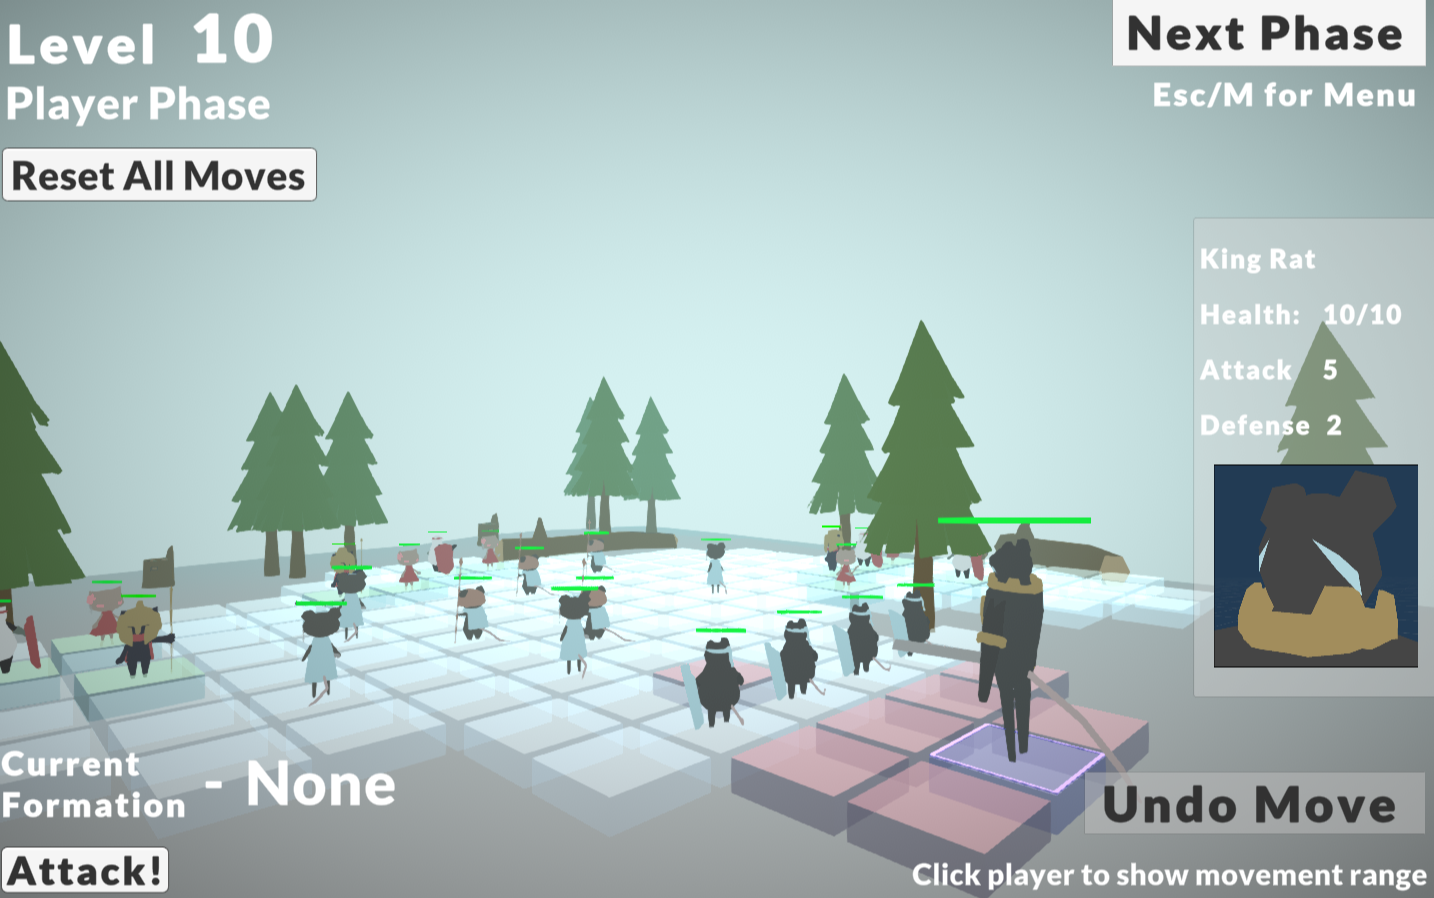 Level 10
Player Phase
Reset All Moves
Next Phase
Esc/M for Menu
King Rat
Health: 10/10
Attack 5
Defense 2
Current
Formation - None
Attack!
Undo Move
Click player to show movement range